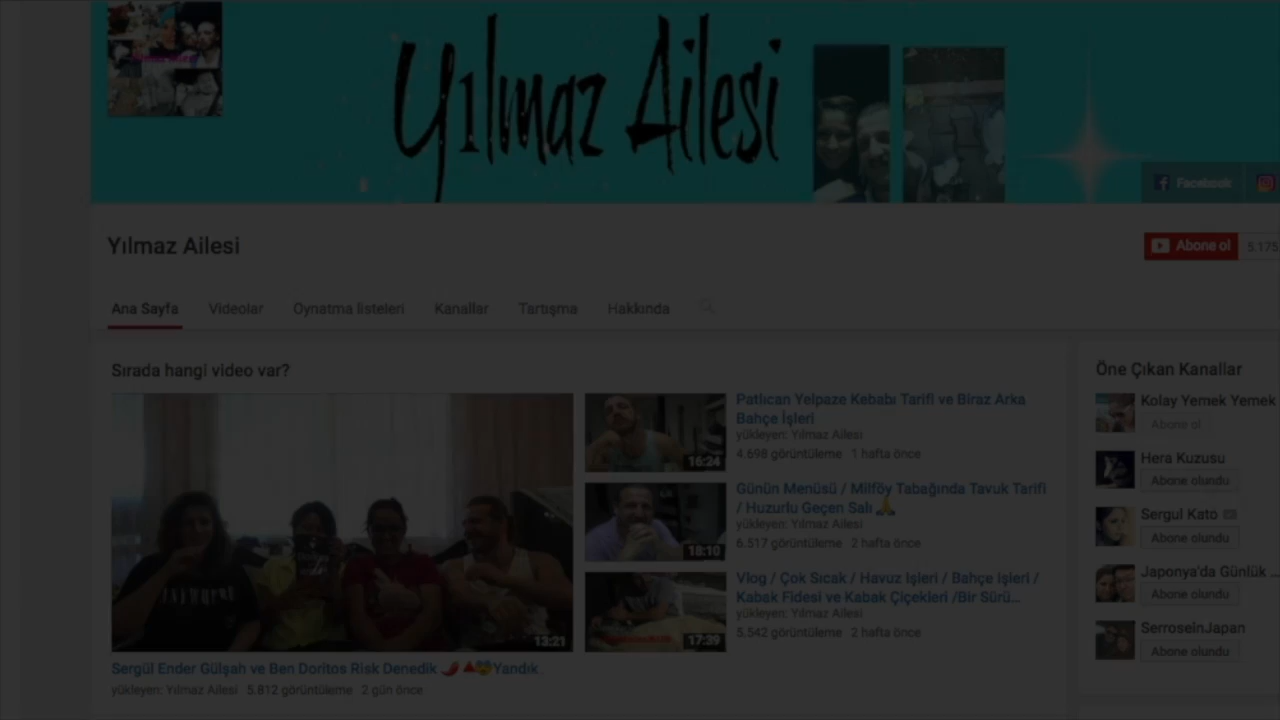 Yılmaz Ailesi
Facebook
Yılmaz Ailesi
Abone ol 5.175
Ana Sayfa Videolar Oynatma listeleri Kanallar Tartışma Hakkında
Sırada hangi video var?
13:21
Sergül Ender Gülşah ve Ben Doritos Risk Denedik 🌶️🔺😵Yandık
yükleyen: Yılmaz Ailesi 5.812 görüntüleme 2 gün önce
16:24
Patlıcan Yelpaze Kebabı Tarifi ve Biraz Arka
Bahçe İşleri
yükleyen: Yılmaz Ailesi
4.698 görüntüleme 1 hafta önce
18:10
Günün Menüsü / Milföy Tabağında Tavuk Tarifi
/ Huzurlu Geçen Salı 🙏
yükleyen: Yılmaz Ailesi
6.517 görüntüleme 2 hafta önce
17:39
Vlog / Çok Sıcak / Havuz Işleri / Bahçe işleri /
Kabak Fidesi ve Kabak Çiçekleri /Bir Sürü...
yükleyen: Yılmaz Ailesi
5.542 görüntüleme 2 hafta önce
Öne Çıkan Kanallar
Kolay Yemek Yemek
Abone ol
Hera Kuzusu
Abone olundu
Sergul Kato
Abone olundu
Japonya'da Günlük ...
Abone olundu
SerroseinJapan
Abone olundu